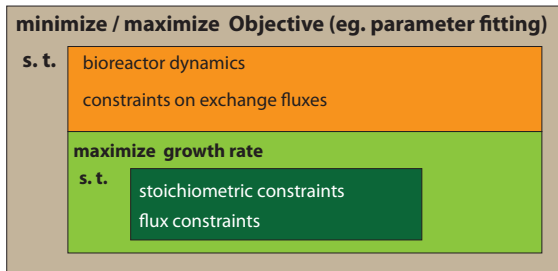 minimize / maximize Objective (eg. parameter fitting)
s. t. bioreactor dynamics
constraints on exchange fluxes
maximize growth rate
s. t.
stoichiometric constraints
flux constraints